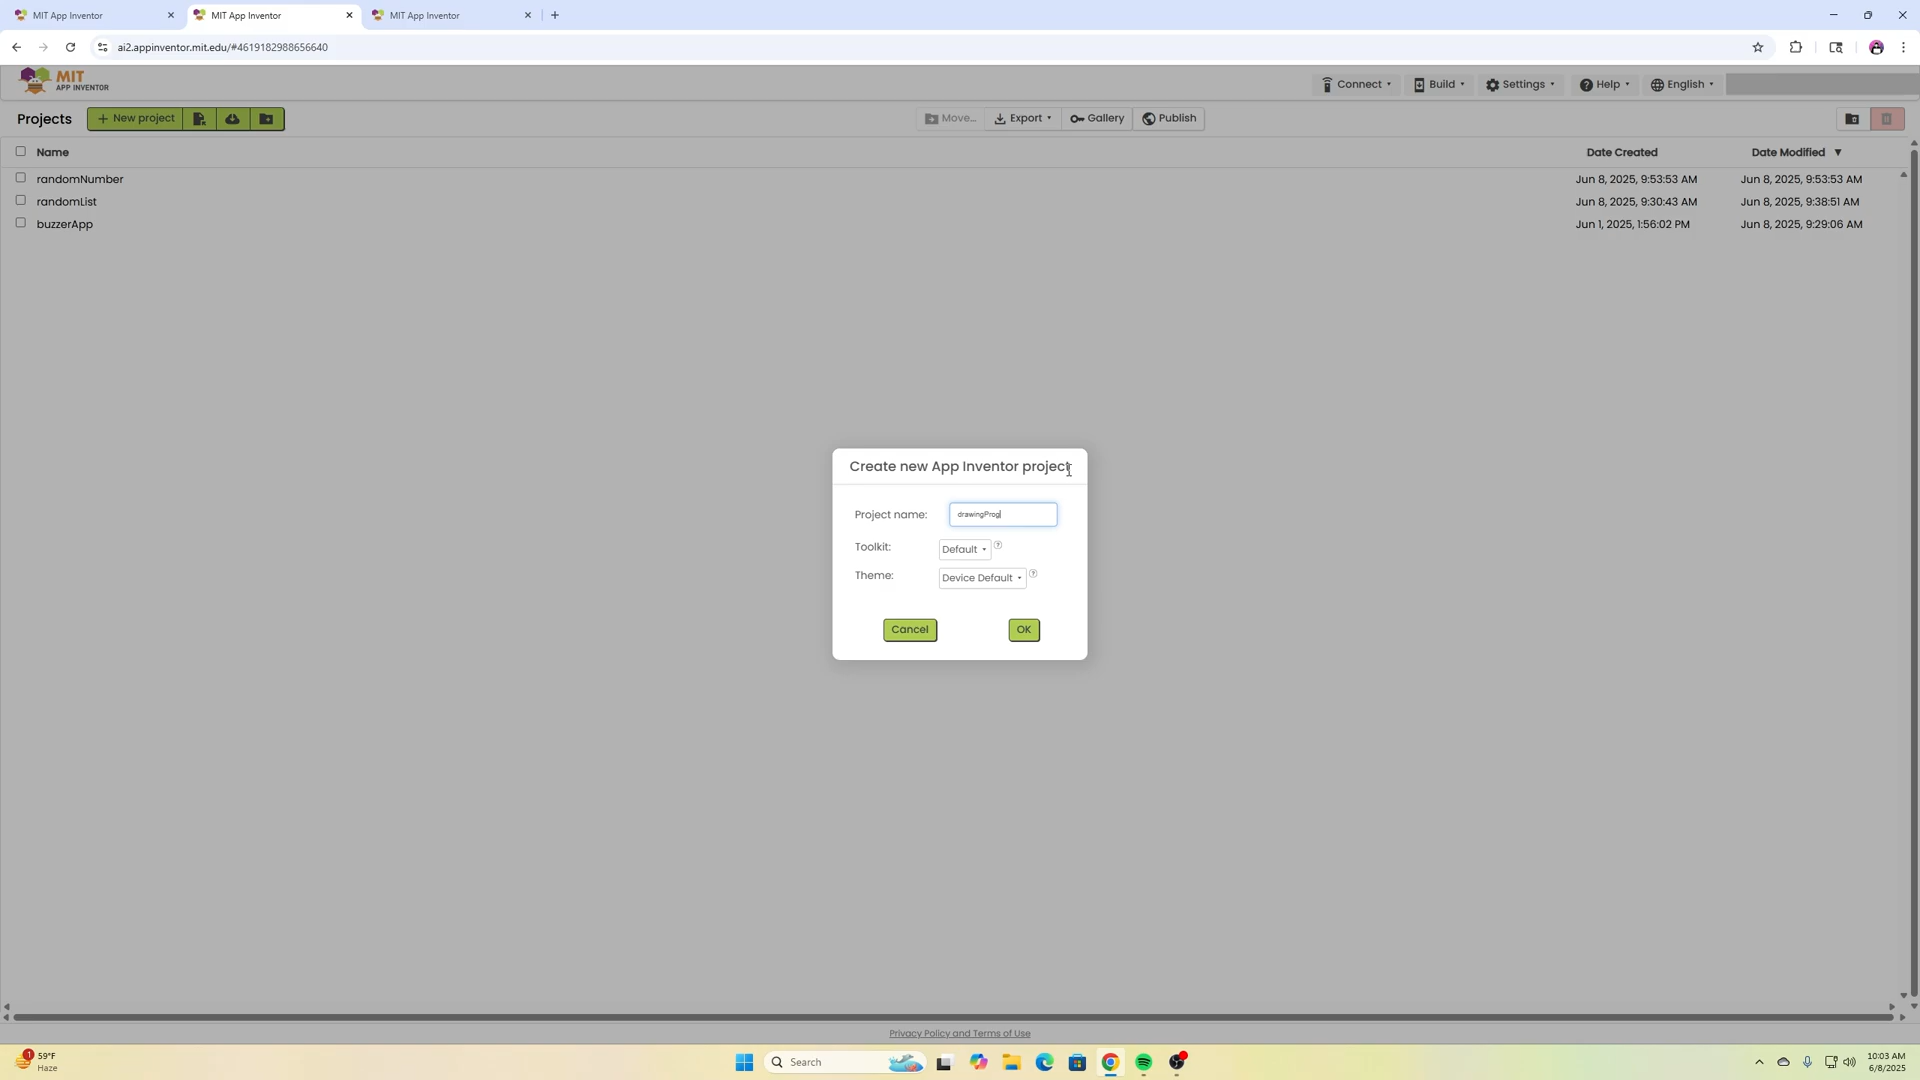 MIT App Inventor
MIT App Inventor
MIT App Inventor
ai2.appinventor.mit.edu/#4619182988656640
MIT
APP INVENTOR
Connect
Build
Settings
Help
English
Projects
+ New project
Move...
Export
Gallery
Publish
Name
Date Created
Date Modified ▼
randomNumber
Jun 8, 2025, 9:53:53 AM
Jun 8, 2025, 9:53:53 AM
randomList
Jun 8, 2025, 9:30:43 AM
Jun 8, 2025, 9:38:51 AM
buzzerApp
Jun 1, 2025, 1:56:02 PM
Jun 8, 2025, 9:29:06 AM
Create new App Inventor project
Project name:
drawingProg
Toolkit:
Default
?
Theme:
Device Default
?
Cancel
OK
Privacy Policy and Terms of Use
1
59°F
Haze
Search
10:03 AM
6/8/2025